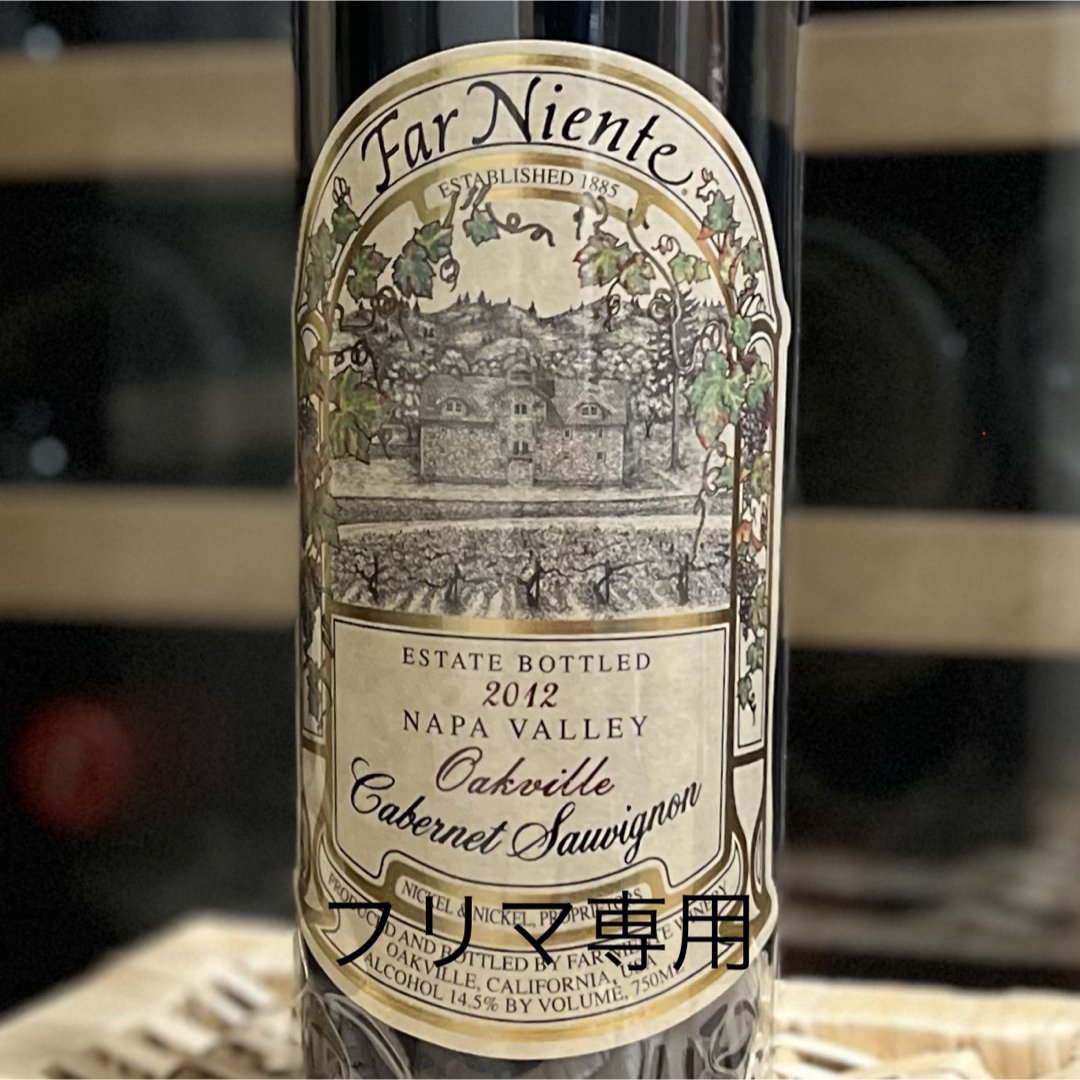 Far Niente
ESTABLISHED 1885
ESTATE BOTTLED
2012
NAPA VALLEY
Oakville
Cabernet Sauvignon
NICKEL & NICKEL, PROPRIETORS
フリマ専用
PRODUCED AND BOTTLED BY FAR NIENTE WINERY
OAKVILLE, CALIFORNIA, USA
ALCOHOL 14.5% BY VOLUME, 750ML